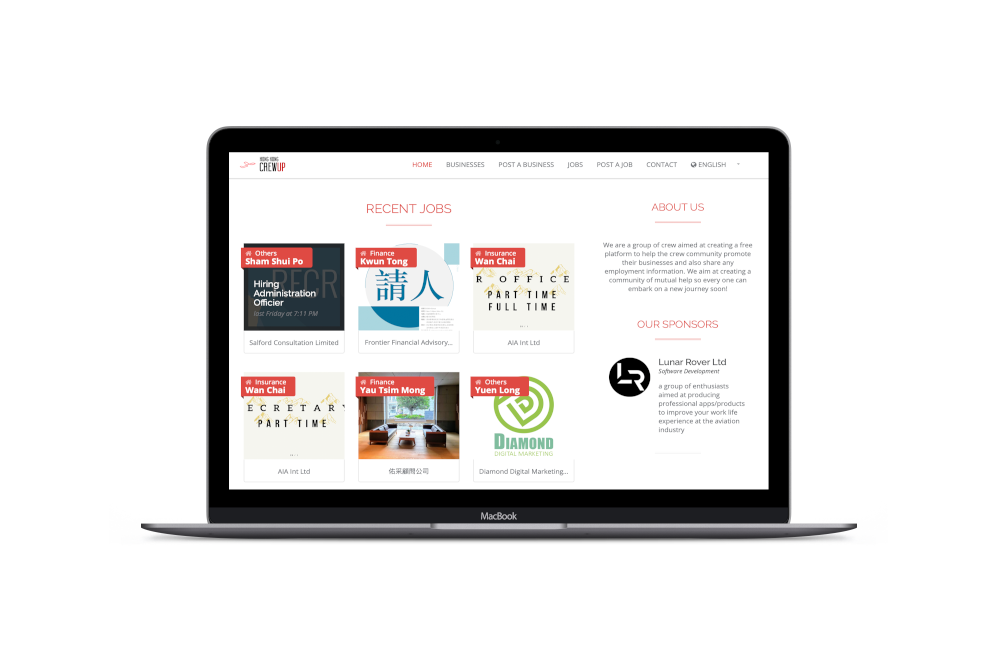 HONG KONG
CREWUP
HOME BUSINESSES POST A BUSINESS JOBS POST A JOB CONTACT ENGLISH
RECENT JOBS
Others
Sham Shui Po
RECR
Hiring
Administration
Officier
last Friday at 7:11 PM
Salford Consultation Limited
Finance
Kwun Tong
請人
Frontier Financial Advisory...
Insurance
Wan Chai
R OFFICE
PART TIME
FULL TIME
AIA Int Ltd
Insurance
Wan Chai
ECRETARY
PART TIME
AIA Int Ltd
Finance
Yau Tsim Mong
佑采顧問公司
Others
Yuen Long
DIAMOND
DIGITAL MARKETING
Diamond Digital Marketing...
ABOUT US
We are a group of crew aimed at creating a free
platform to help the crew community promote
their businesses and also share any
employment information. We aim at creating a
community of mutual help so every one can
embark on a new journey soon!
OUR SPONSORS
LR
Lunar Rover Ltd
Software Development
a group of enthusiasts
aimed at producing
professional apps/products
to improve your work life
experience at the aviation
industry
MacBook